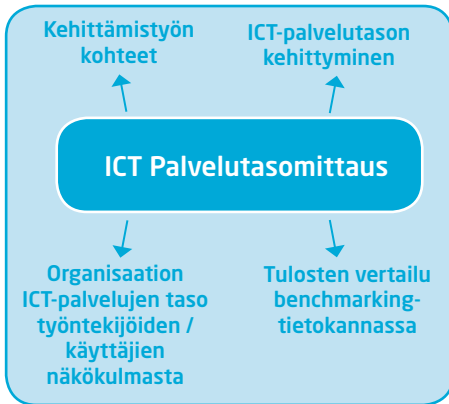 Kehittämistyön
kohteet
ICT-palvelutason
kehittyminen
ICT Palvelutasomittaus
Organisaation
ICT-palvelujen taso
työntekijöiden /
käyttäjien
näkökulmasta
Tulosten vertailu
benchmarking-
tietokannassa